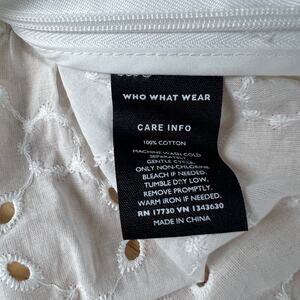 WHO WHAT WEAR
CARE INFO
100% COTTON
MACHINE WASH COLD
SEPARATELY.
GENTLE CYCLE.
ONLY NON-CHLORINE
BLEACH IF NEEDED.
TUMBLE DRY LOW.
REMOVE PROMPTLY.
WARM IRON IF NEEDED.
RN 17730 VN 1343630
MADE IN CHINA